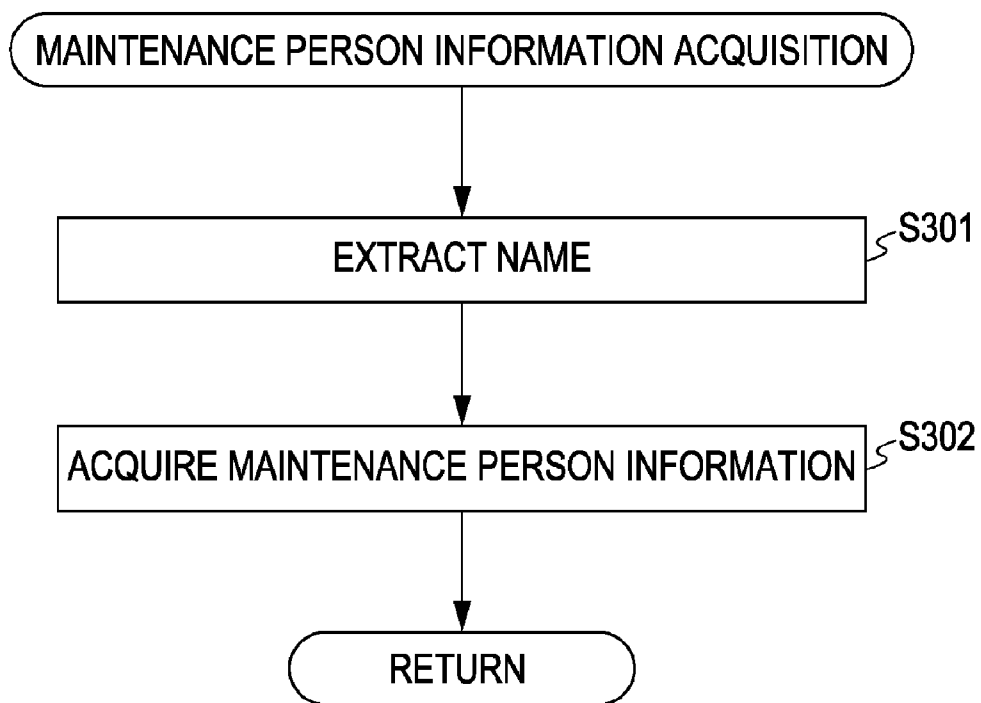 MAINTENANCE PERSON INFORMATION ACQUISITION
S301
EXTRACT NAME
S302
ACQUIRE MAINTENANCE PERSON INFORMATION
RETURN